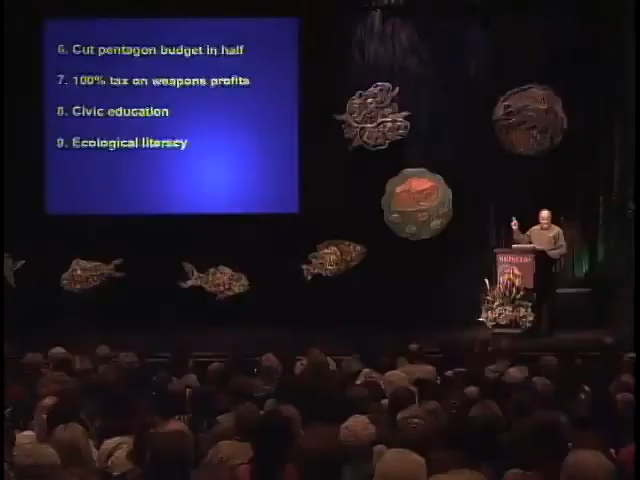 6. Cut pentagon budget in half
7. 100% tax on weapons profits
8. Civic education
9. Ecological literacy